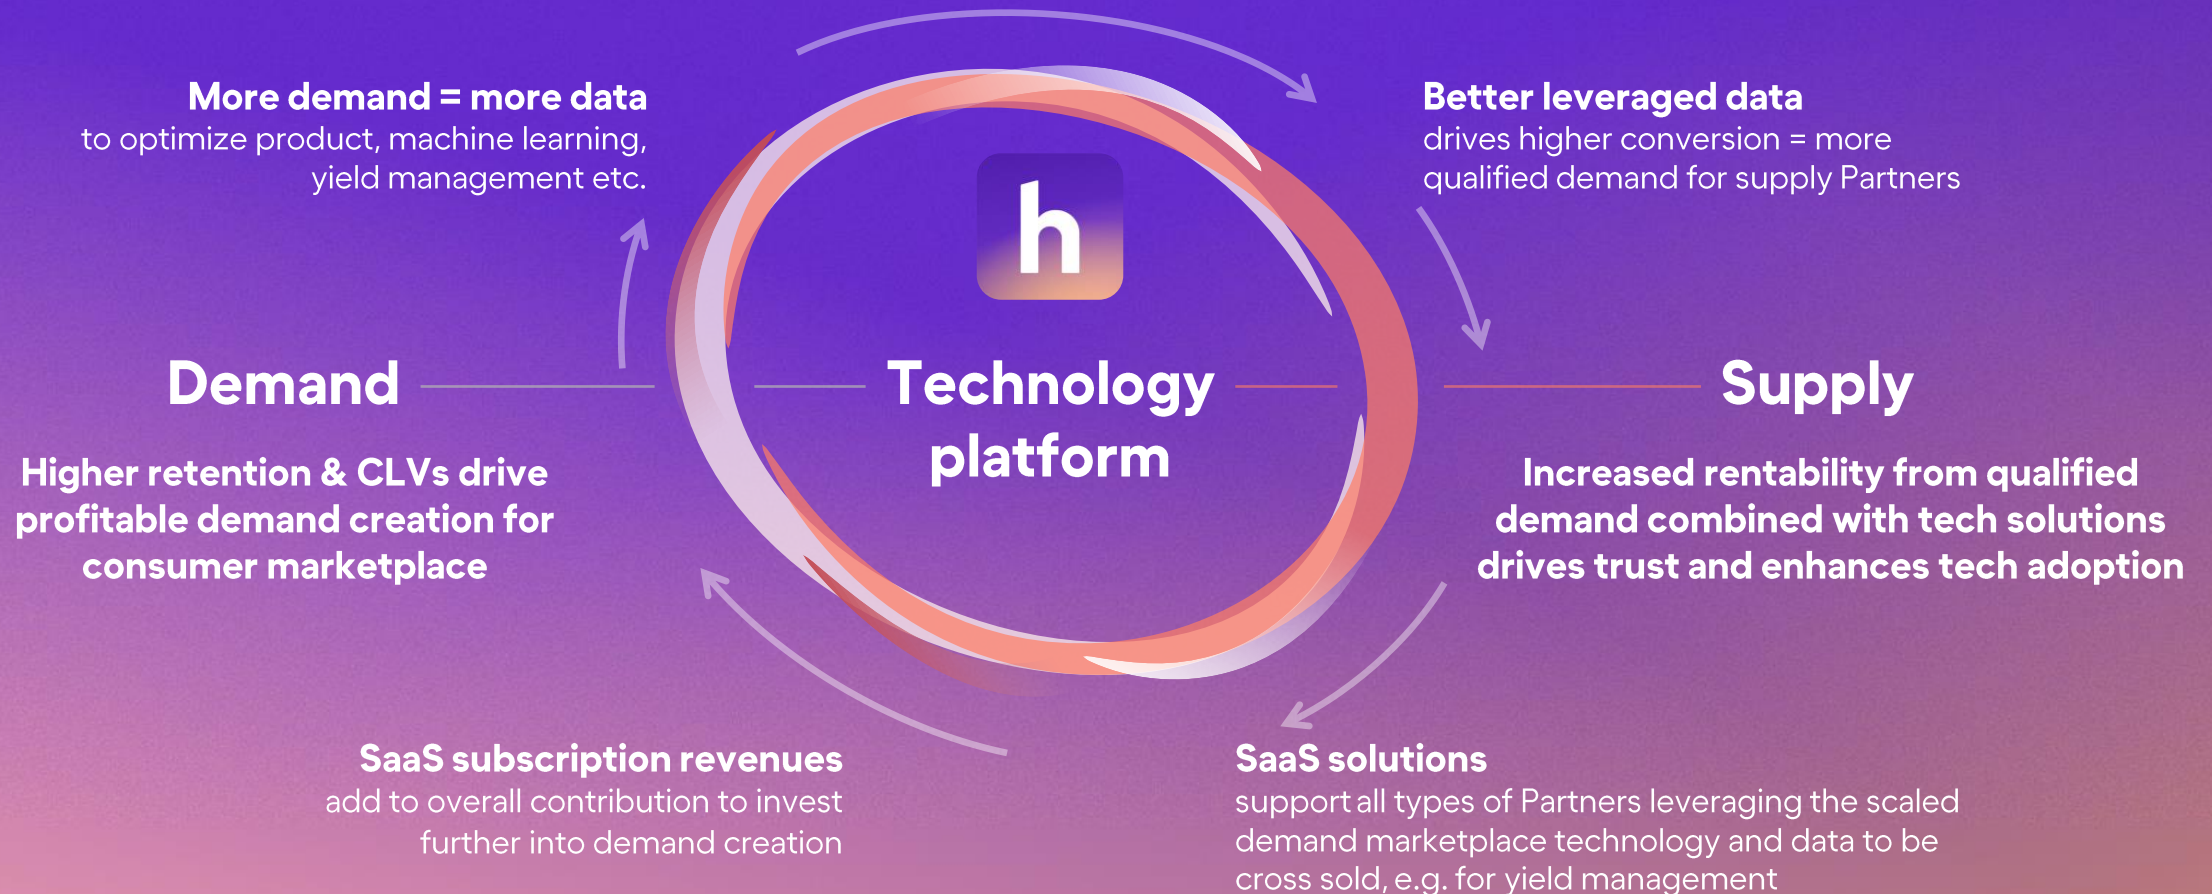 More demand = more data
to optimize product, machine learning,
yield management etc.
Better leveraged data
drives higher conversion = more
qualified demand for supply Partners
h
Demand
Technology
platform
Supply
Higher retention & CLVs drive
profitable demand creation for
consumer marketplace
Increased rentability from qualified
demand combined with tech solutions
drives trust and enhances tech adoption
SaaS subscription revenues
add to overall contribution to invest
further into demand creation
SaaS solutions
support all types of Partners leveraging the scaled
demand marketplace technology and data to be
cross sold, e.g. for yield management